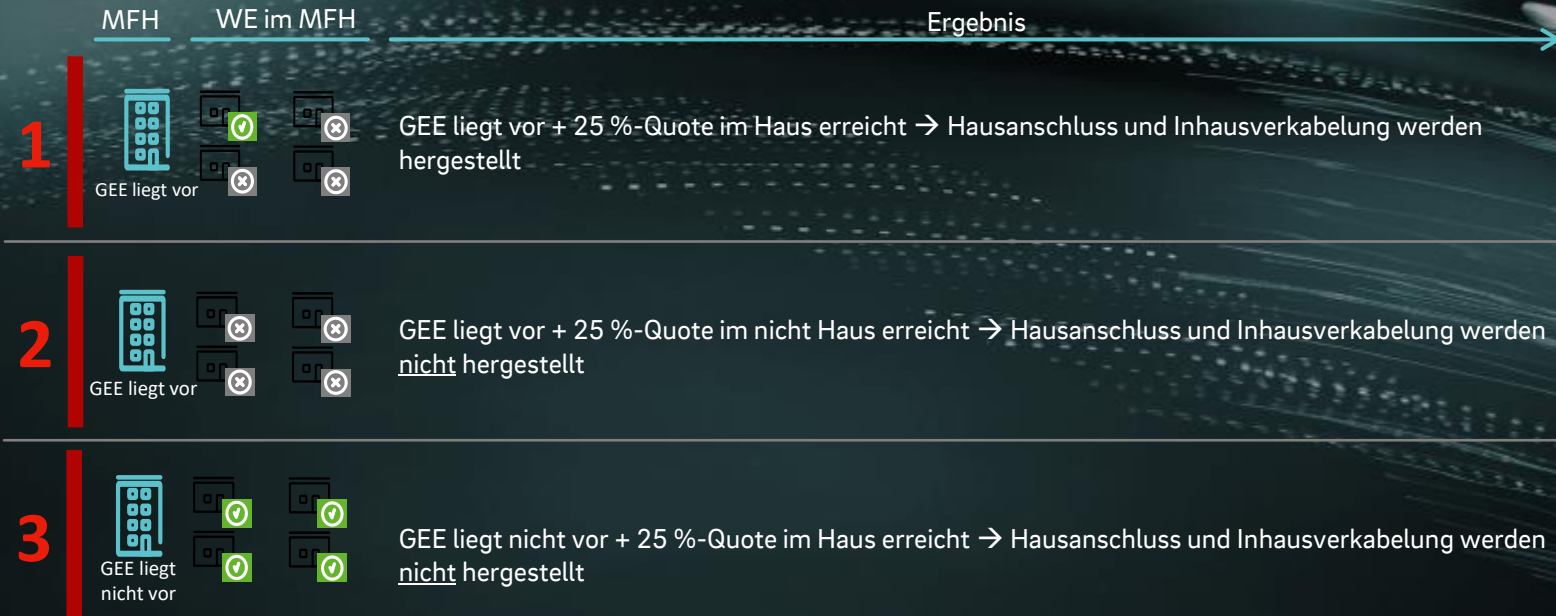 MFH
WE im MFH
Ergebnis
1
GEE liegt vor
GEE liegt vor + 25 %-Quote im Haus erreicht → Hausanschluss und Inhausverkabelung werden
hergestellt
2
GEE liegt vor
GEE liegt vor + 25 %-Quote im nicht Haus erreicht → Hausanschluss und Inhausverkabelung werden
nicht hergestellt
3
GEE liegt
nicht vor
GEE liegt nicht vor + 25 %-Quote im Haus erreicht → Hausanschluss und Inhausverkabelung werden
nicht hergestellt